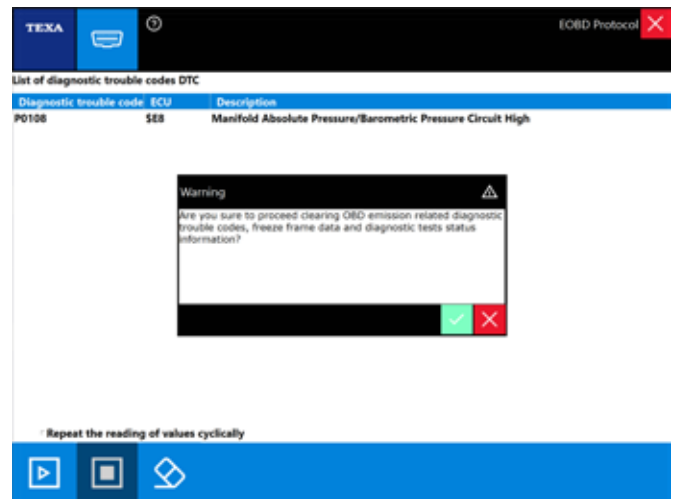 TEXA
EOBD Protocol
List of diagnostic trouble codes DTC
Diagnostic trouble code ECU Description
P0108 $E8 Manifold Absolute Pressure/Barometric Pressure Circuit High
Warning
Are you sure to proceed clearing OBD emission related diagnostic
trouble codes, freeze frame data and diagnostic tests status
information?
Repeat the reading of values cyclically